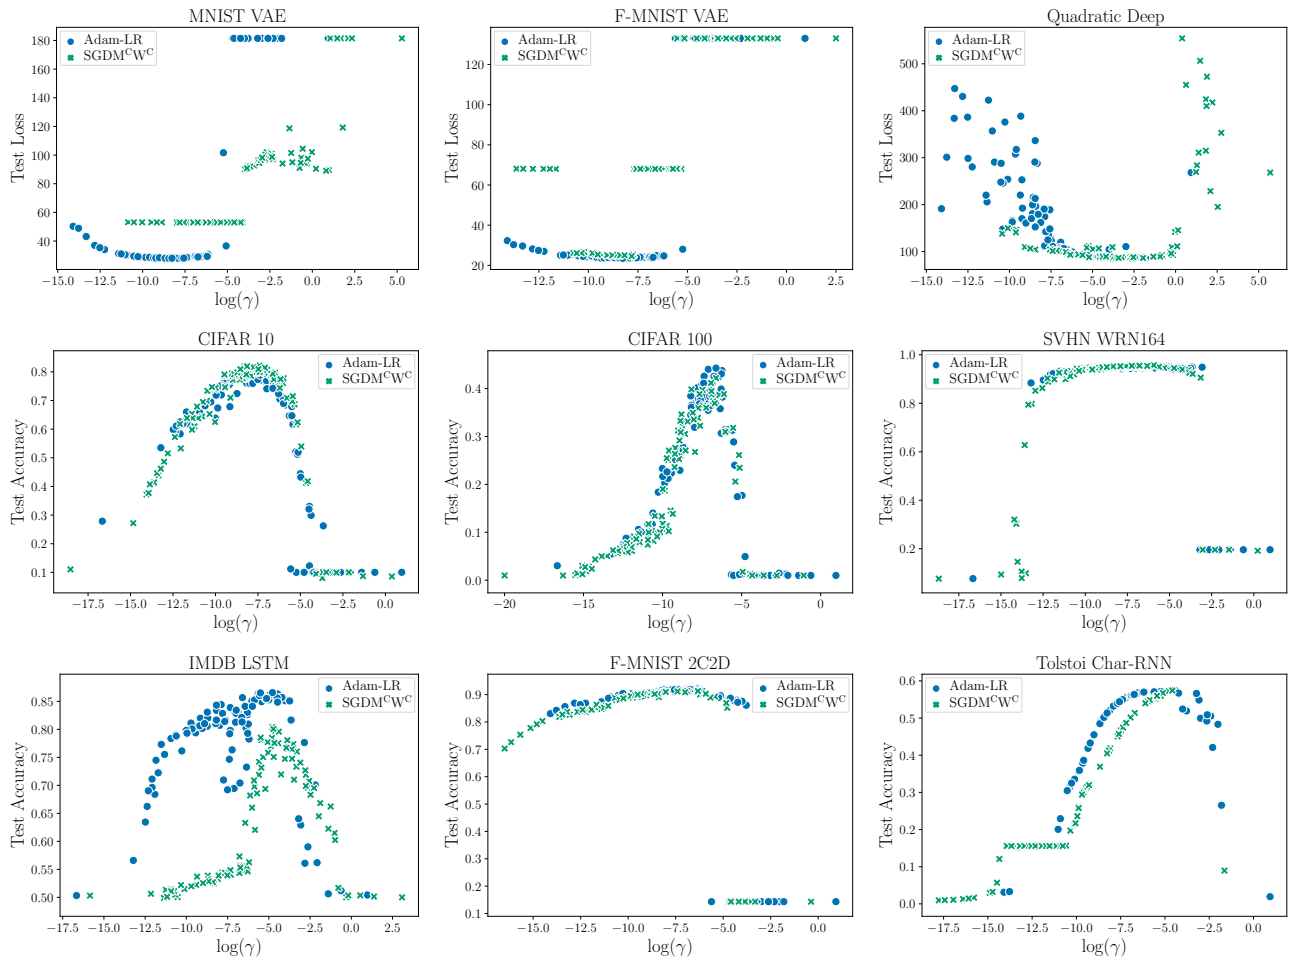 MNIST VAE
Adam-LR
SGDMᶜWᶜ
Test Loss
180
160
140
120
100
80
60
40
−15.0 −12.5 −10.0 −7.5 −5.0 −2.5 0.0 2.5 5.0
log(γ)
F-MNIST VAE
Adam-LR
SGDMᶜWᶜ
Test Loss
120
100
80
60
40
20
−12.5 −10.0 −7.5 −5.0 −2.5 0.0 2.5
log(γ)
Quadratic Deep
Adam-LR
SGDMᶜWᶜ
Test Loss
500
400
300
200
100
−15.0 −12.5 −10.0 −7.5 −5.0 −2.5 0.0 2.5 5.0
log(γ)
CIFAR 10
Adam-LR
SGDMᶜWᶜ
Test Accuracy
0.8
0.7
0.6
0.5
0.4
0.3
0.2
0.1
−17.5 −15.0 −12.5 −10.0 −7.5 −5.0 −2.5 0.0
log(γ)
CIFAR 100
Adam-LR
SGDMᶜWᶜ
Test Accuracy
0.4
0.3
0.2
0.1
0.0
−20 −15 −10 −5 0
log(γ)
SVHN WRN164
Adam-LR
SGDMᶜWᶜ
Test Accuracy
1.0
0.8
0.6
0.4
0.2
−17.5 −15.0 −12.5 −10.0 −7.5 −5.0 −2.5 0.0
log(γ)
IMDB LSTM
Adam-LR
SGDMᶜWᶜ
Test Accuracy
0.85
0.80
0.75
0.70
0.65
0.60
0.55
0.50
−17.5 −15.0 −12.5 −10.0 −7.5 −5.0 −2.5 0.0 2.5
log(γ)
F-MNIST 2C2D
Adam-LR
SGDMᶜWᶜ
Test Accuracy
0.9
0.8
0.7
0.6
0.5
0.4
0.3
0.2
0.1
−15.0 −12.5 −10.0 −7.5 −5.0 −2.5 0.0
log(γ)
Tolstoi Char-RNN
Adam-LR
SGDMᶜWᶜ
Test Accuracy
0.6
0.5
0.4
0.3
0.2
0.1
0.0
−17.5 −15.0 −12.5 −10.0 −7.5 −5.0 −2.5 0.0
log(γ)